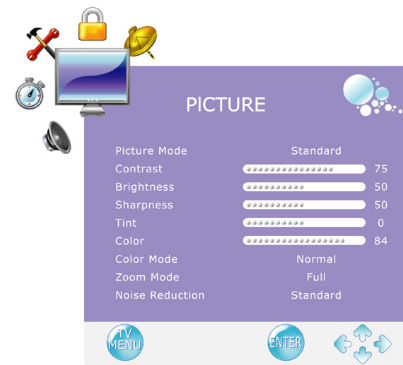 PICTURE
Picture Mode Standard
Contrast 75
Brightness 50
Sharpness 50
Tint 0
Color 84
Color Mode Normal
Zoom Mode Full
Noise Reduction Standard
TV
MENU ENTER